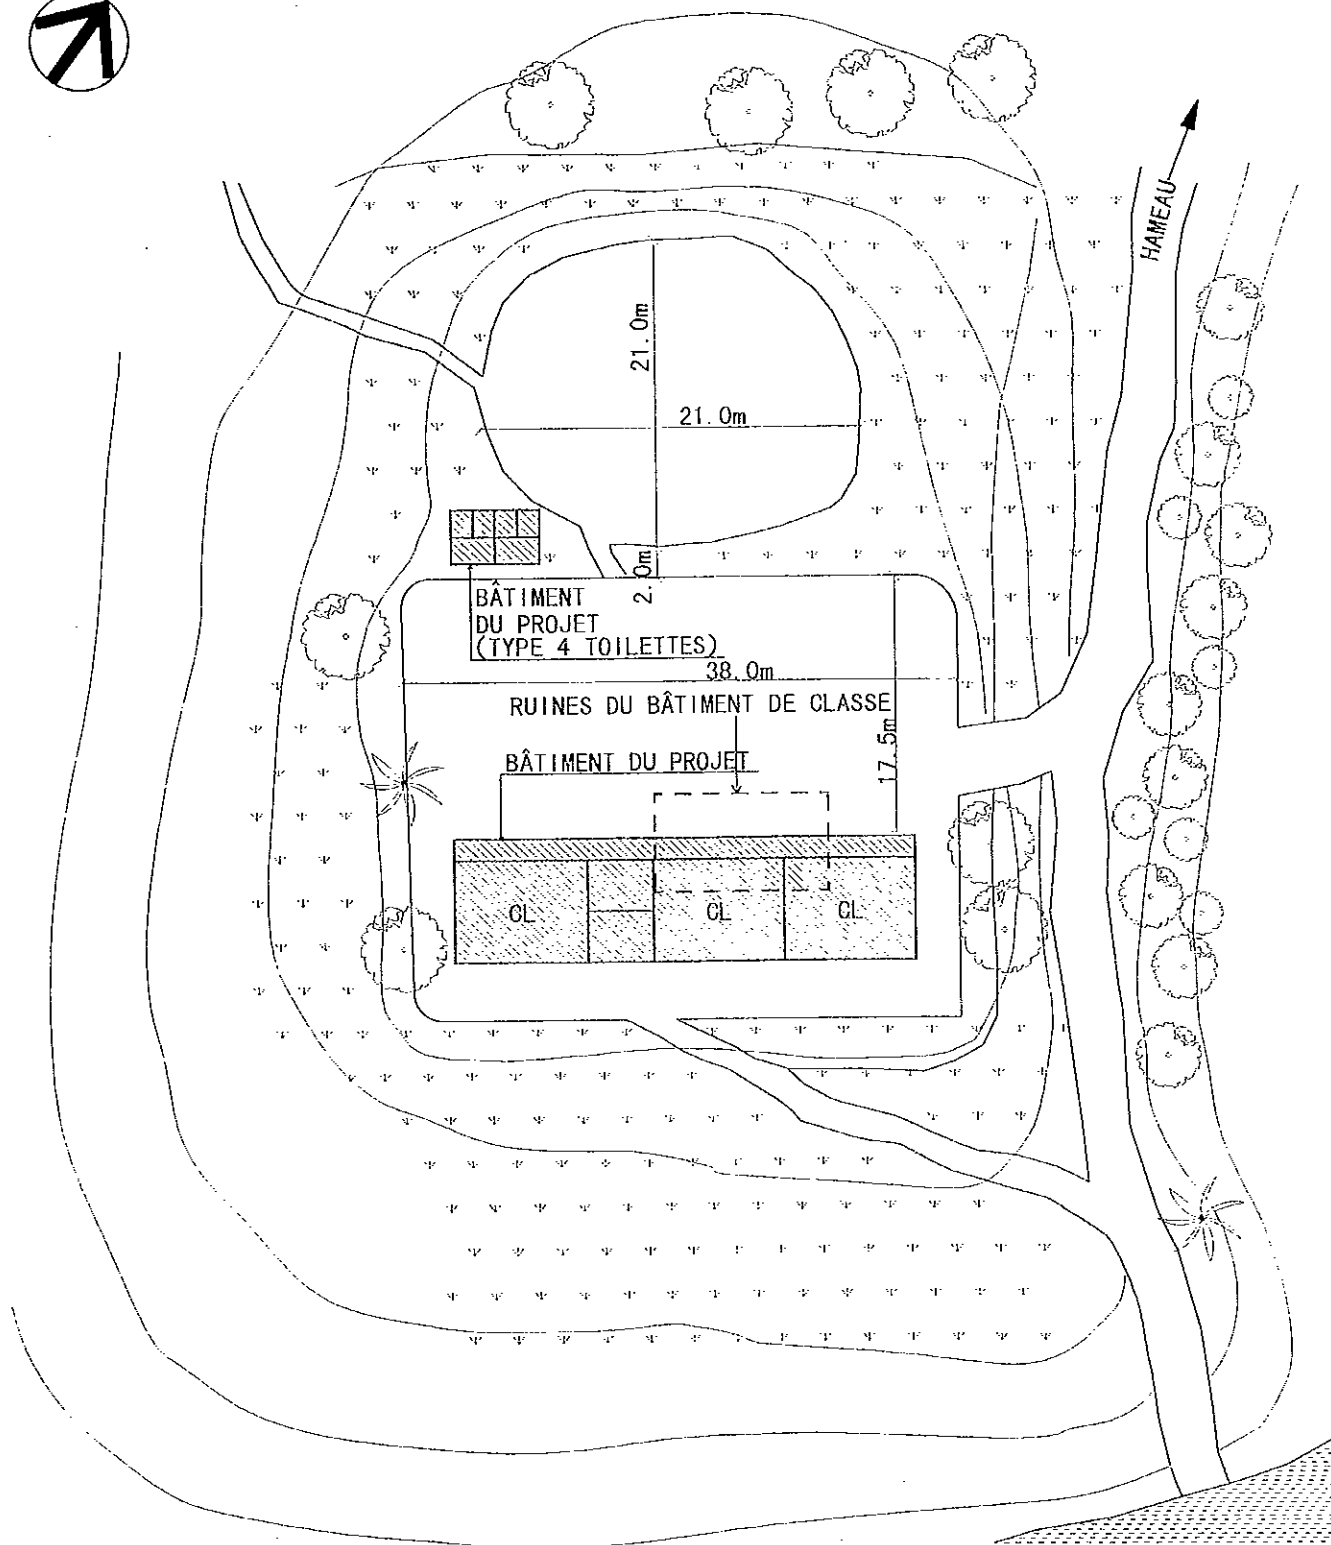 HAMEAU
21.0m
21.0m
2.0m
BÂTIMENT
DU PROJET
(TYPE 4 TOILETTES)
38.0m
RUINES DU BÂTIMENT DE CLASSE
17.5m
BÂTIMENT DU PROJET
CL
CL
CL